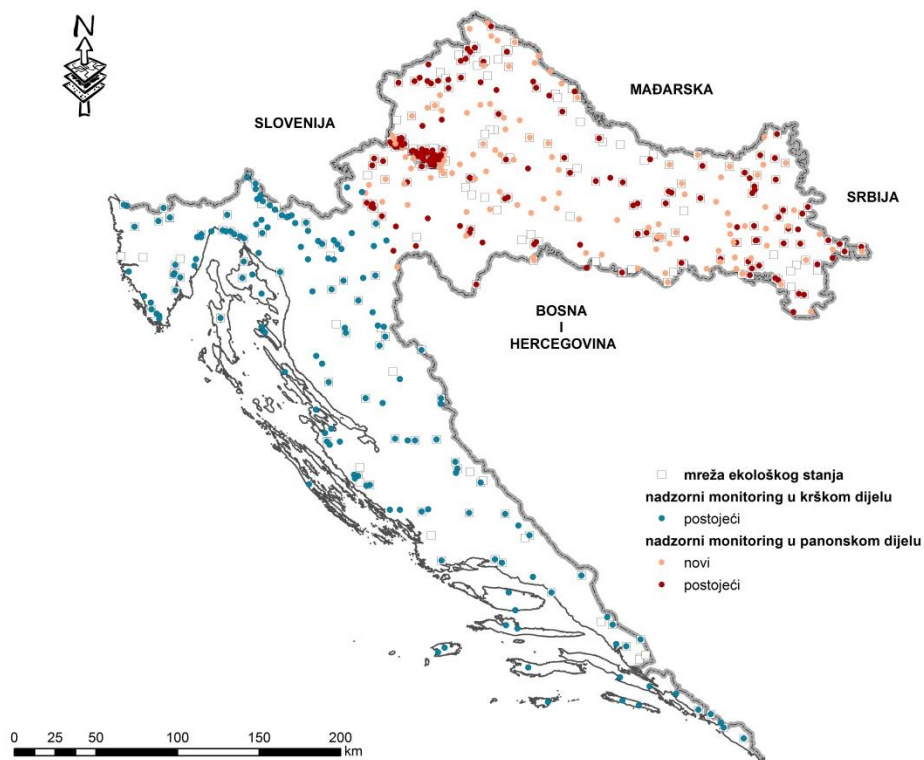 N
MAĐARSKA
SLOVENIJA
SRBIJA
BOSNA
I
HERCEGOVINA
mreža ekološkog stanja
nadzorni monitoring u krškom dijelu
postojeći
nadzorni monitoring u panonskom dijelu
novi
postojeći
0 25 50 100 150 200
km